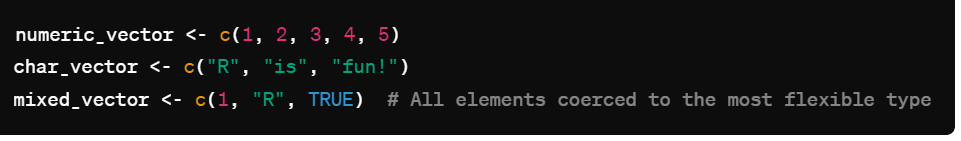 numeric_vector <- c(1, 2, 3, 4, 5)
char_vector <- c("R", "is", "fun!")
mixed_vector <- c(1, "R", TRUE)  # All elements coerced to the most flexible type